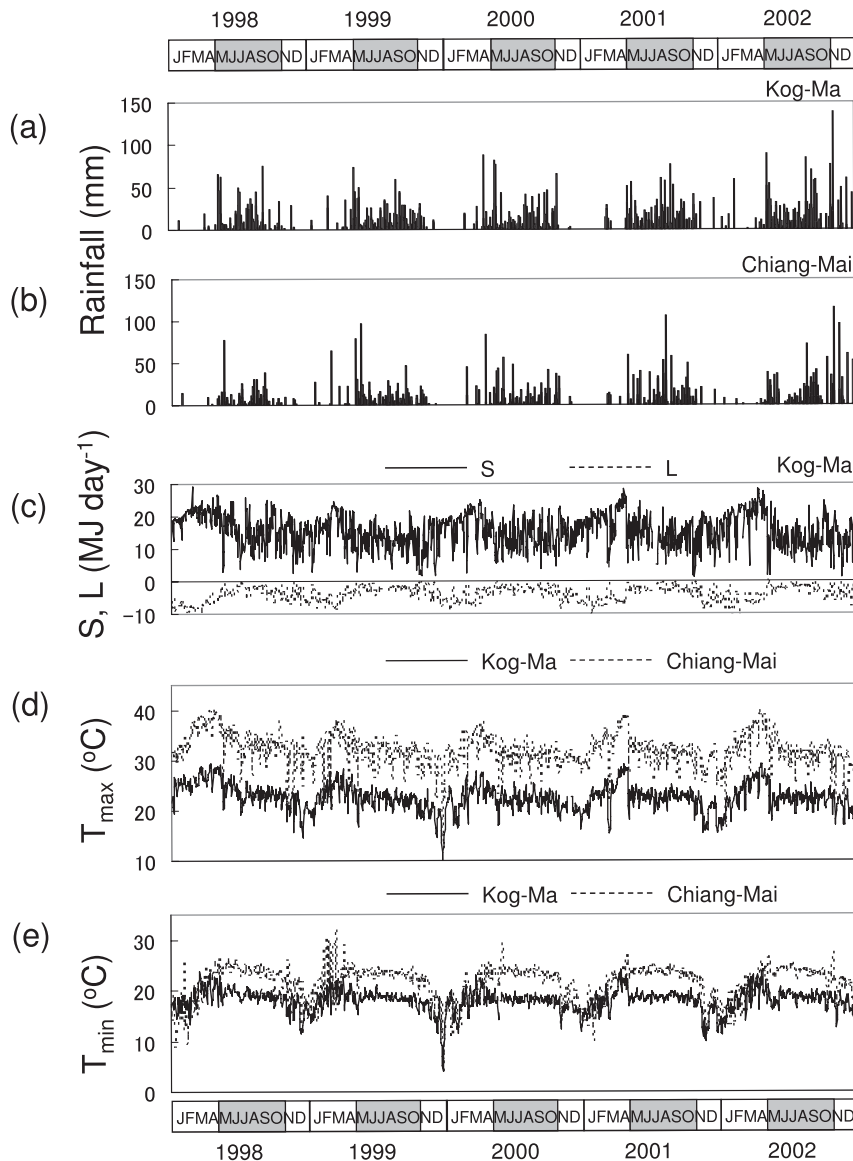 1998 1999 2000 2001 2002
JFMAMJJASOND JFMAMJJASOND JFMAMJJASOND JFMAMJJASOND JFMAMJJASOND
Kog-Ma
(a)
150
100
50
0
Rainfall (mm)
Chiang-Mai
(b)
150
100
50
0
S L Kog-Ma
(c)
S, L (MJ day-1)
30
20
10
0
−10
Kog-Ma Chiang-Mai
(d)
Tmax (oC)
40
30
20
10
Kog-Ma Chiang-Mai
(e)
Tmin (oC)
30
20
10
0
JFMAMJJASOND JFMAMJJASOND JFMAMJJASOND JFMAMJJASOND JFMAMJJASOND
1998 1999 2000 2001 2002